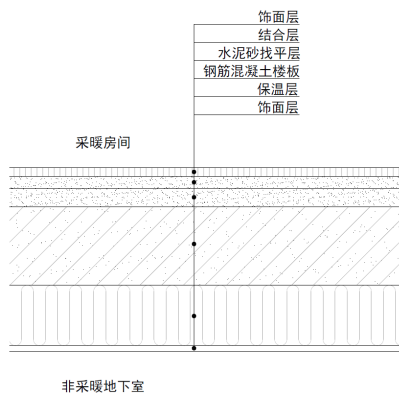 饰面层
结合层
水泥砂找平层
钢筋混凝土楼板
保温层
饰面层
采暖房间
非采暖地下室